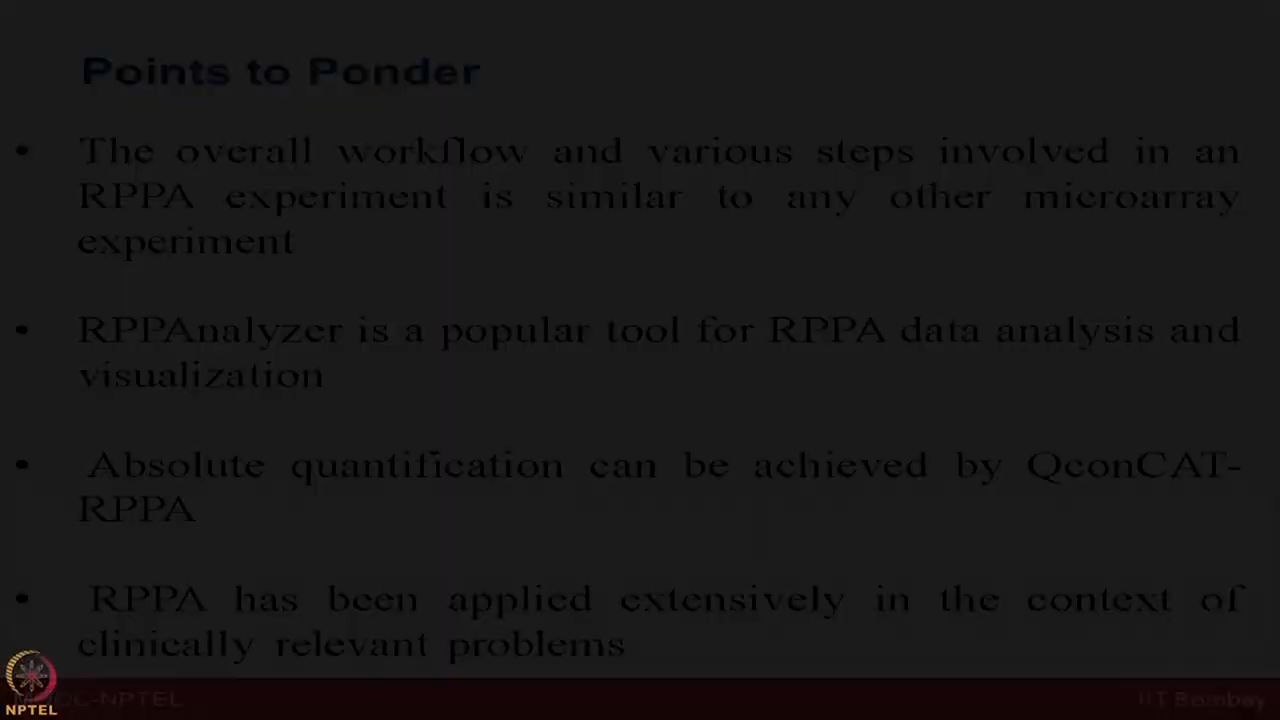 Points to Ponder
• The overall workflow and various steps involved in an
RPPA experiment is similar to any other microarray
experiment
• RPPAnalyzer is a popular tool for RPPA data analysis and
visualization
• Absolute quantification can be achieved by QconCAT-
RPPA
• RPPA has been applied extensively in the context of
clinically relevant problems
MOOC-NPTEL
IIT Bombay
NPTEL